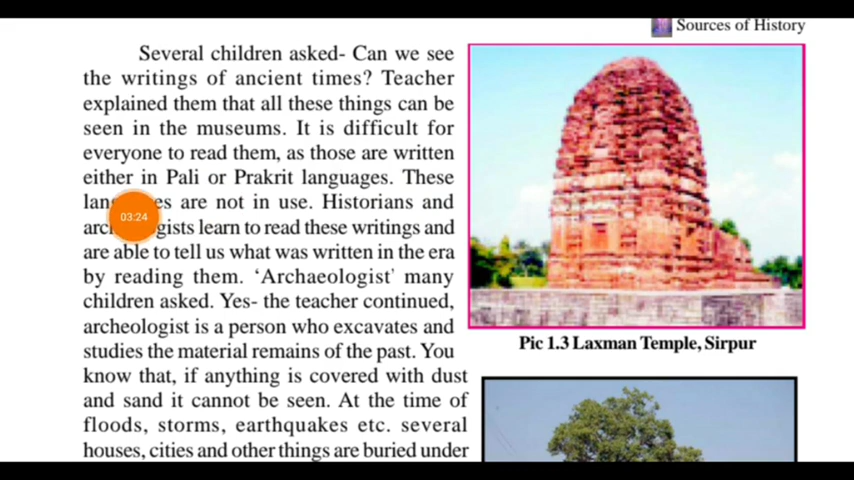 Sources of History
Several children asked- Can we see
the writings of ancient times? Teacher
explained them that all these things can be
seen in the museums. It is difficult for
everyone to read them, as those are written
either in Pali or Prakrit languages. These
are not in use. Historians and
learn to read these writings and
are able to tell us what was written in the era
by reading them. ‘Archaeologist’ many
children asked. Yes- the teacher continued,
archeologist is a person who excavates and
studies the material remains of the past. You
know that, if anything is covered with dust
and sand it cannot be seen. At the time of
floods, storms, earthquakes etc. several
houses, cities and other things are buried under
03:24
Pic 1.3 Laxman Temple, Sirpur